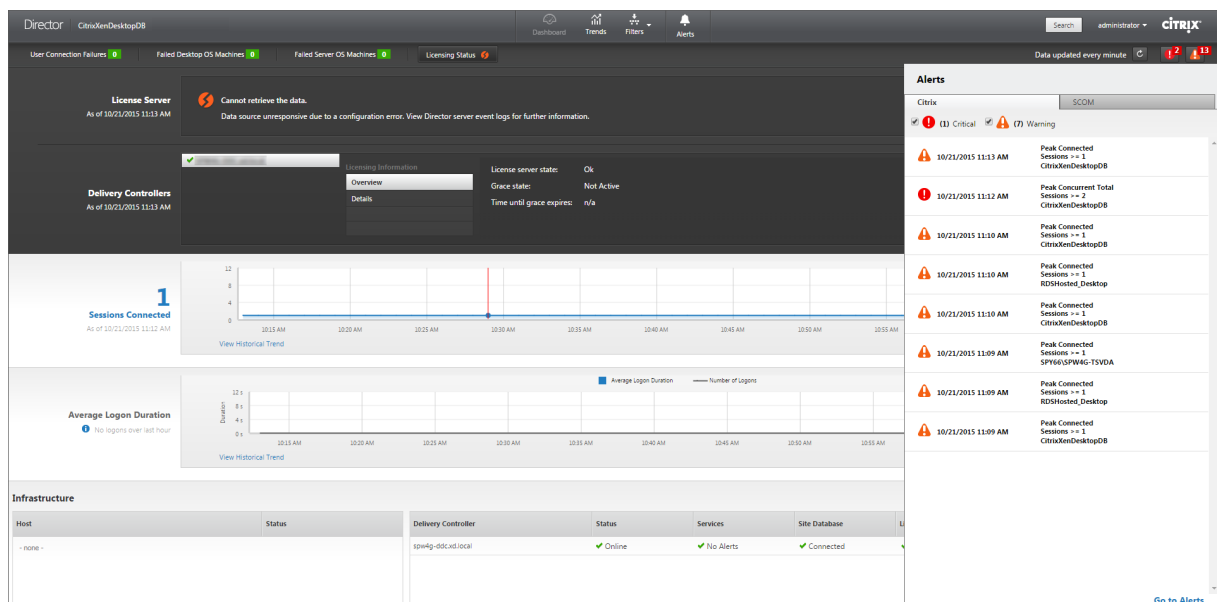 Director CitrixXenDesktopDB
Dashboard
Trends
Filters
Alerts
Search
administrator
CITRIX
User Connection Failures 0
Failed Desktop OS Machines 0
Failed Server OS Machines 0
Licensing Status
Data updated every minute
2
13
License Server
As of 10/21/2015 11:13 AM
Cannot retrieve the data.
Data source unresponsive due to a configuration error. View Director server event logs for further information.
Delivery Controllers
As of 10/21/2015 11:13 AM
Licensing Information
Overview
Details
License server state: Ok
Grace state: Not Active
Time until grace expires: n/a
1
Sessions Connected
As of 10/21/2015 11:12 AM
12
8
4
0
10:15 AM 10:20 AM 10:25 AM 10:30 AM 10:35 AM 10:40 AM 10:45 AM 10:50 AM 10:55 AM
View Historical Trend
Average Logon Duration
No logons over last hour
Average Logon Duration
Number of Logons
Duration
12 s
8 s
4 s
0 s
10:15 AM 10:20 AM 10:25 AM 10:30 AM 10:35 AM 10:40 AM 10:45 AM 10:50 AM 10:55 AM
View Historical Trend
Infrastructure
Host Status
- none -
Delivery Controller Status Services Site Database
spw4g-ddc.xd.local Online No Alerts Connected
Alerts
Citrix
SCOM
(1) Critical
(7) Warning
10/21/2015 11:13 AM
Peak Connected
Sessions >= 1
CitrixXenDesktopDB
10/21/2015 11:12 AM
Peak Concurrent Total
Sessions >= 2
CitrixXenDesktopDB
10/21/2015 11:10 AM
Peak Connected
Sessions >= 1
CitrixXenDesktopDB
10/21/2015 11:10 AM
Peak Connected
Sessions >= 1
RDSHosted_Desktop
10/21/2015 11:10 AM
Peak Connected
Sessions >= 1
CitrixXenDesktopDB
10/21/2015 11:09 AM
Peak Connected
Sessions >= 1
SPY66\SPW4G-TSVDA
10/21/2015 11:09 AM
Peak Connected
Sessions >= 1
RDSHosted_Desktop
10/21/2015 11:09 AM
Peak Connected
Sessions >= 1
CitrixXenDesktopDB
Go to Alerts